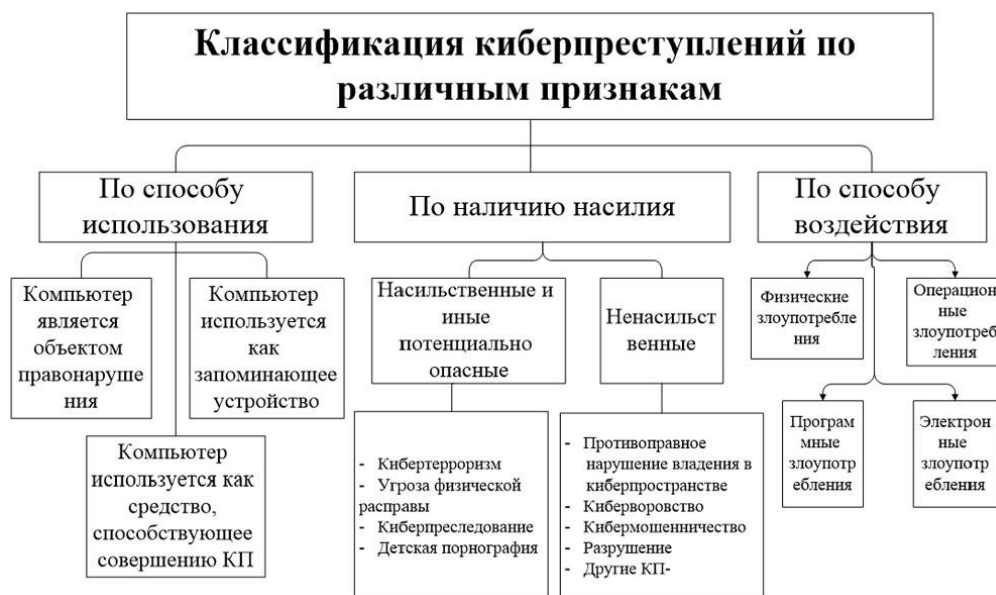 Классификация киберпреступлений по
различным признакам
По способу
использования
По наличию насилия
По способу
воздействия
Компьютер
является
объектом
правонаруше
ния
Компьютер
используется
как
запоминающее
устройство
Компьютер
используется как
средство,
способствующее
совершению КП
Насильственные и
иные
потенциально
опасные
Ненасильст
венные
- Кибертерроризм
- Угроза физической
расправы
- Киберпреследование
- Детская порнография
- Противоправное
нарушение владения в
киберпространстве
- Киберворовство
- Кибермошенничество
- Разрушение
- Другие КП-
Физические
злоупотребле
ния
Операцион
ные
злоупотреб
ления
Програм
мные
злоупотр
ебления
Электрон
ные
злоупотр
ебления